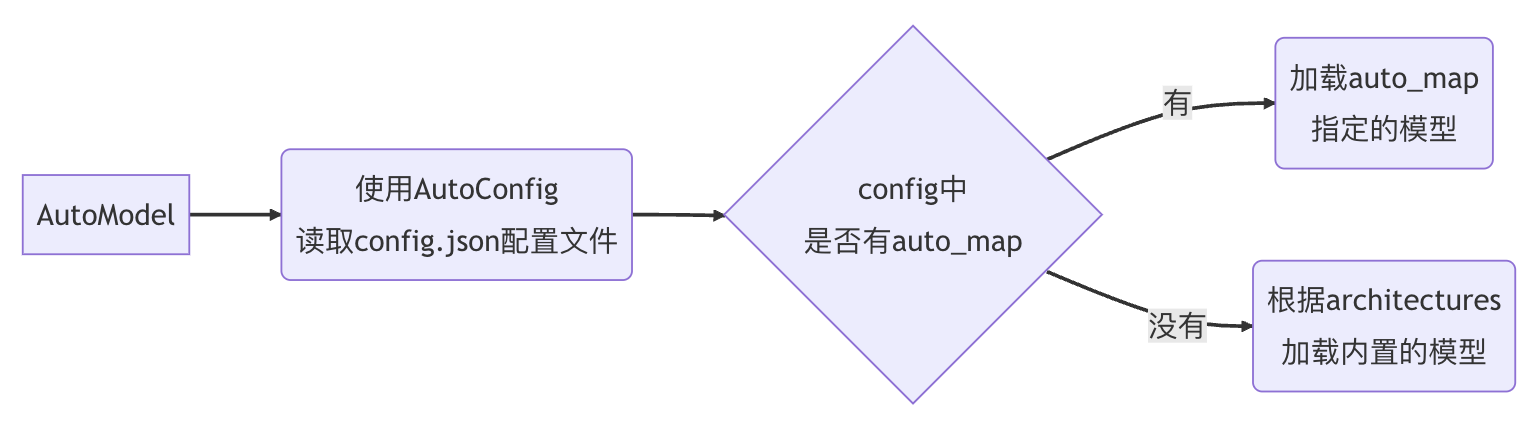 AutoModel
使用AutoConfig
读取config.json配置文件
config中
是否有auto_map
有
加载auto_map
指定的模型
没有
根据architectures
加载内置的模型